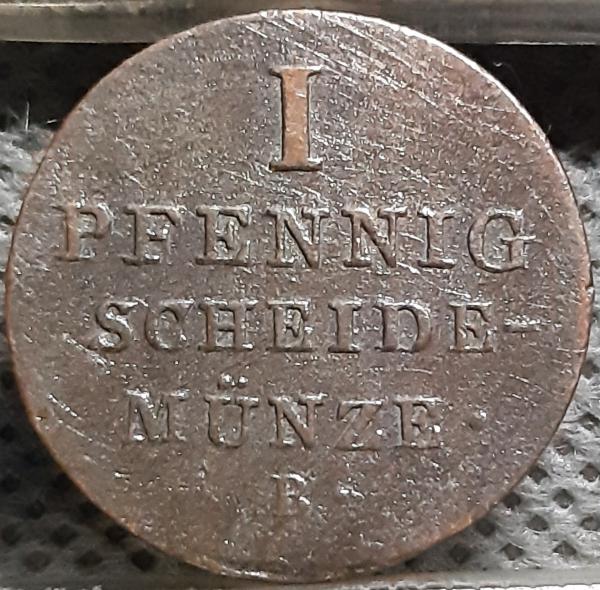 I
PFENNIG
SCHEIDE-
MÜNZE·
B